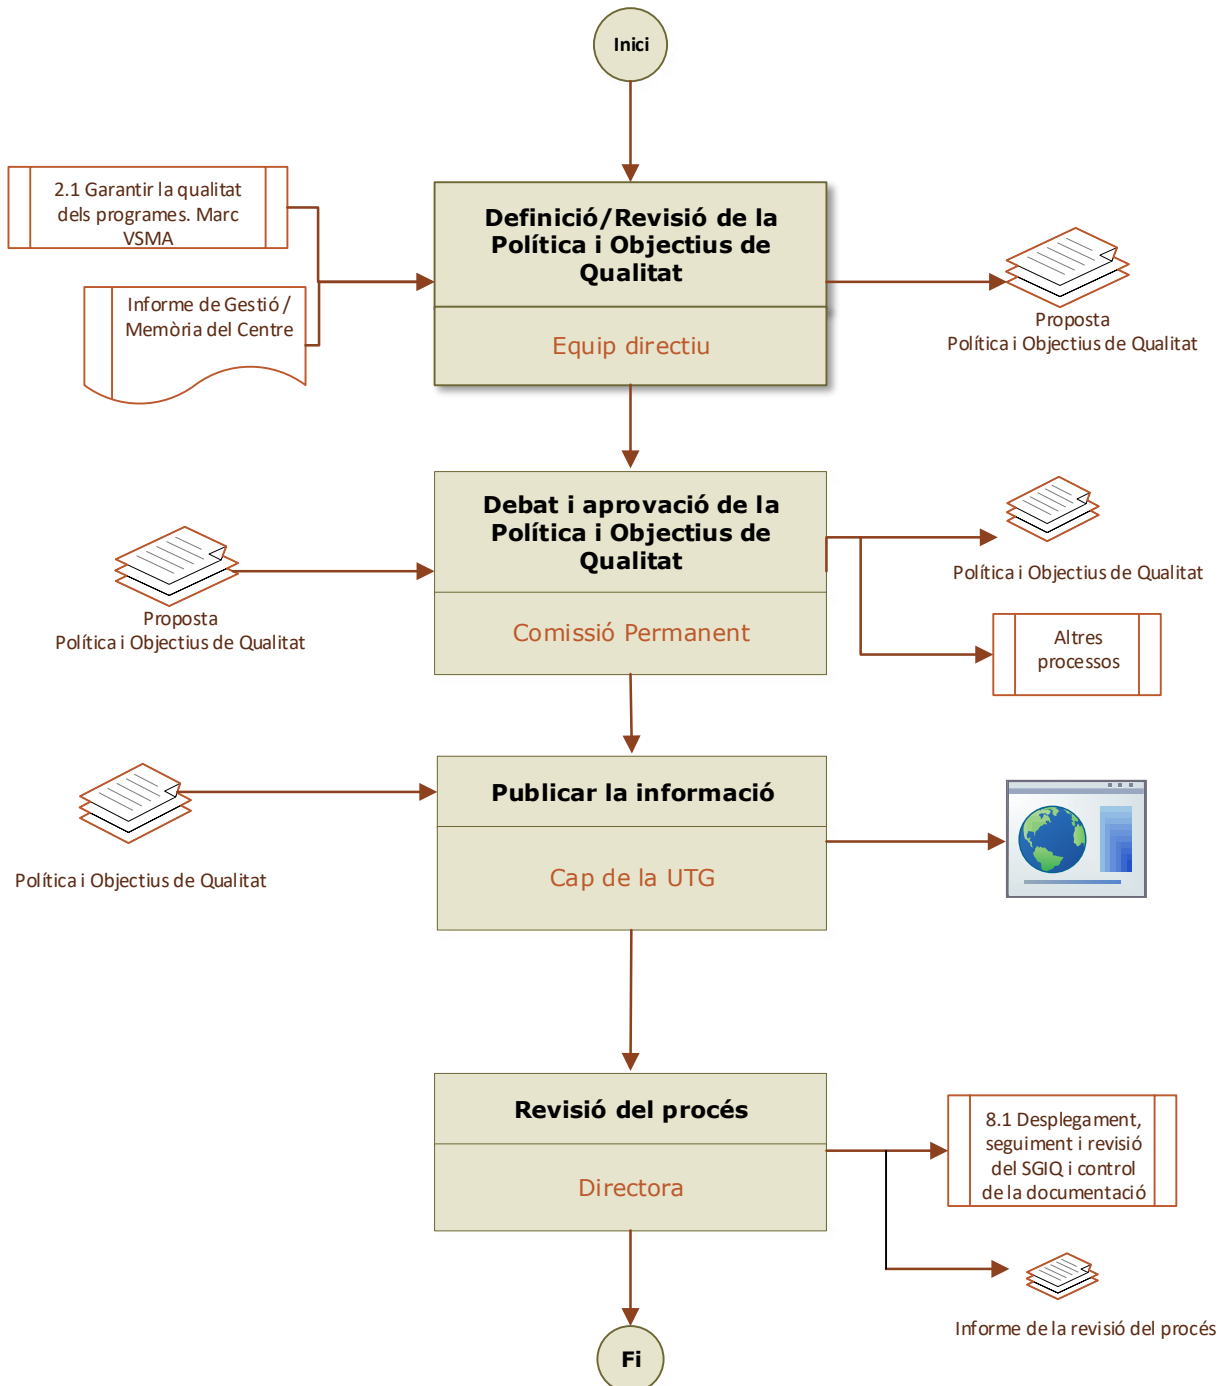 Inici
2.1 Garantir la qualitat
dels programes. Marc
VSMA
Informe de Gestió /
Memòria del Centre
Definició/Revisió de la
Política i Objectius de
Qualitat
Equip directiu
Proposta
Política i Objectius de Qualitat
Proposta
Política i Objectius de Qualitat
Debat i aprovació de la
Política i Objectius de
Qualitat
Comissió Permanent
Política i Objectius de Qualitat
Altres
processos
Política i Objectius de Qualitat
Publicar la informació
Cap de la UTG
Revisió del procés
Directora
8.1 Desplegament,
seguiment i revisió
del SGIQ i control
de la documentació
Informe de la revisió del procés
Fi